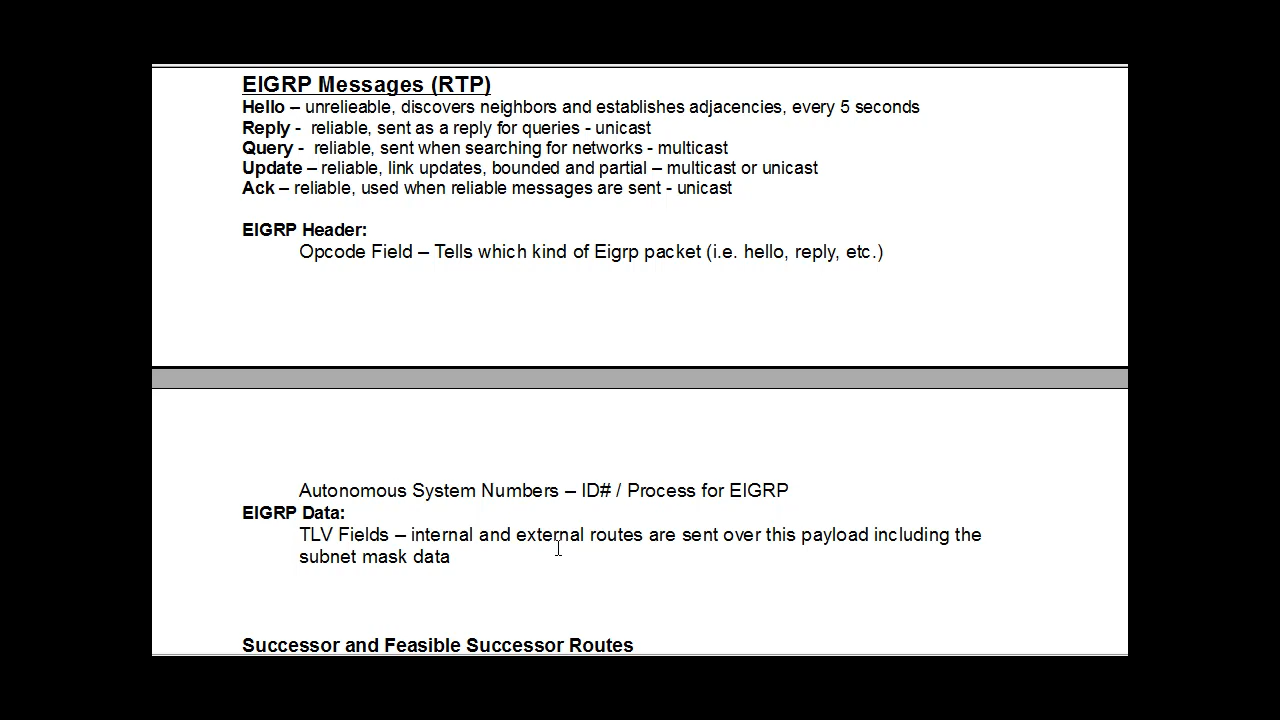 EIGRP Messages (RTP)
Hello – unrelieable, discovers neighbors and establishes adjacencies, every 5 seconds
Reply -  reliable, sent as a reply for queries - unicast
Query -  reliable, sent when searching for networks - multicast
Update – reliable, link updates, bounded and partial – multicast or unicast
Ack – reliable, used when reliable messages are sent - unicast
EIGRP Header:
Opcode Field – Tells which kind of Eigrp packet (i.e. hello, reply, etc.)
Autonomous System Numbers – ID# / Process for EIGRP
EIGRP Data:
TLV Fields – internal and external routes are sent over this payload including the
subnet mask data
Successor and Feasible Successor Routes